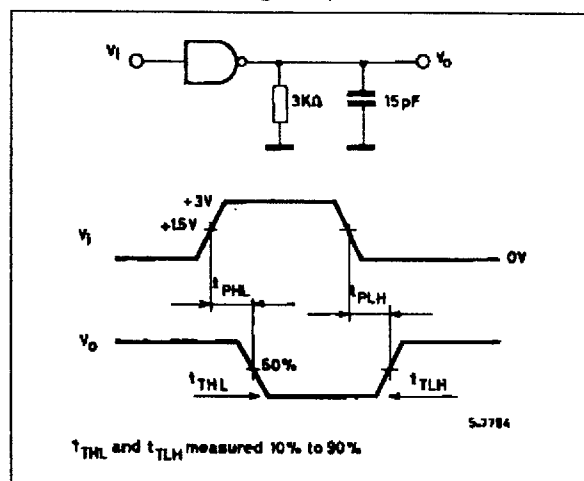 Vi
Vo
3KΩ
15pF
+3V
+1.5V
Vi
0V
tPHL
tPLH
Vo
50%
tTHL
tTLH
S-7784
tTHL and tTLH measured 10% to 90%